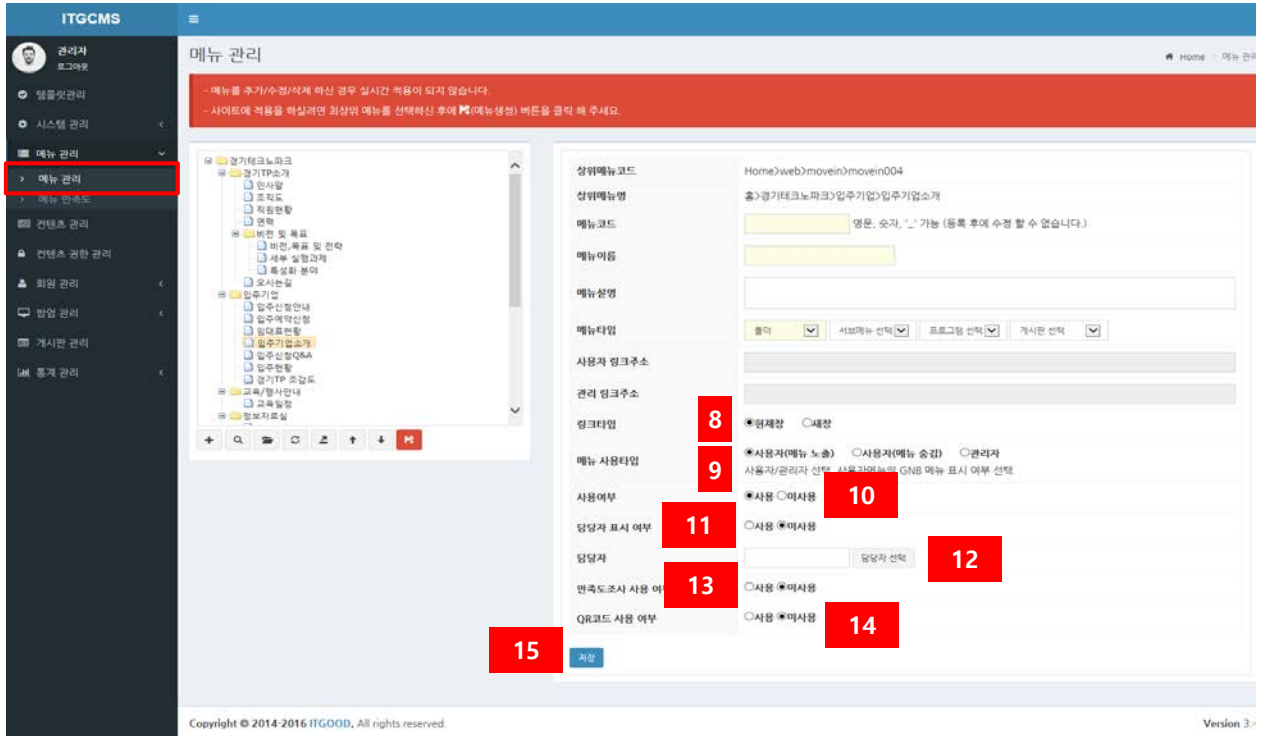 ITGCMS
관리자
로그아웃
템플릿관리
시스템 관리
메뉴 관리
메뉴 관리
메뉴 만족도
컨텐츠 관리
컨텐츠 권한 관리
회원 관리
팝업 관리
게시판 관리
통계 관리
메뉴 관리
Home
- 메뉴를 추가/수정/삭제 하신 경우 실시간 적용이 되지 않습니다.
- 사이트에 적용을 하실려면 최상위 메뉴를 선택하신 후에 (메뉴생성) 버튼을 클릭 해 주세요.
경기테크노파크
경기TP소개
인사말
조직도
직원현황
연혁
비전 및 목표
비전,목표 및 전략
세부 실행과제
특성화 분야
오시는길
입주기업
입주신청안내
입주예약신청
임대료현황
입주기업소개
입주신청Q&A
입주현황
경기TP 조감도
교육/행사안내
교육일정
정보자료실
상위메뉴코드 Home>web>movein>movein004
상위메뉴명 홈>경기테크노파크>입주기업>입주기업소개
메뉴코드 영문, 숫자, '_' 가능 (등록 후에 수정 할 수 없습니다.)
메뉴이름
메뉴설명
메뉴타입 폴더 서브메뉴 선택 프로그램 선택 게시판 선택
사용자 링크주소
관리 링크주소
링크타입 8 현재창 새창
메뉴 사용타입 9 사용자(메뉴 노출) 사용자(메뉴 숨김) 관리자
사용자/관리자 선택, 사용자메뉴의 GNB 메뉴 표시 여부 선택
사용여부 사용 미사용 10
담당자 표시 여부 11 사용 미사용
담당자 담당자 선택 12
만족도조사 사용 13 사용 미사용
QR코드 사용 여부 사용 미사용 14
15 저장
Copyright © 2014-2016 ITGOOD. All rights reserved.
Version 3.